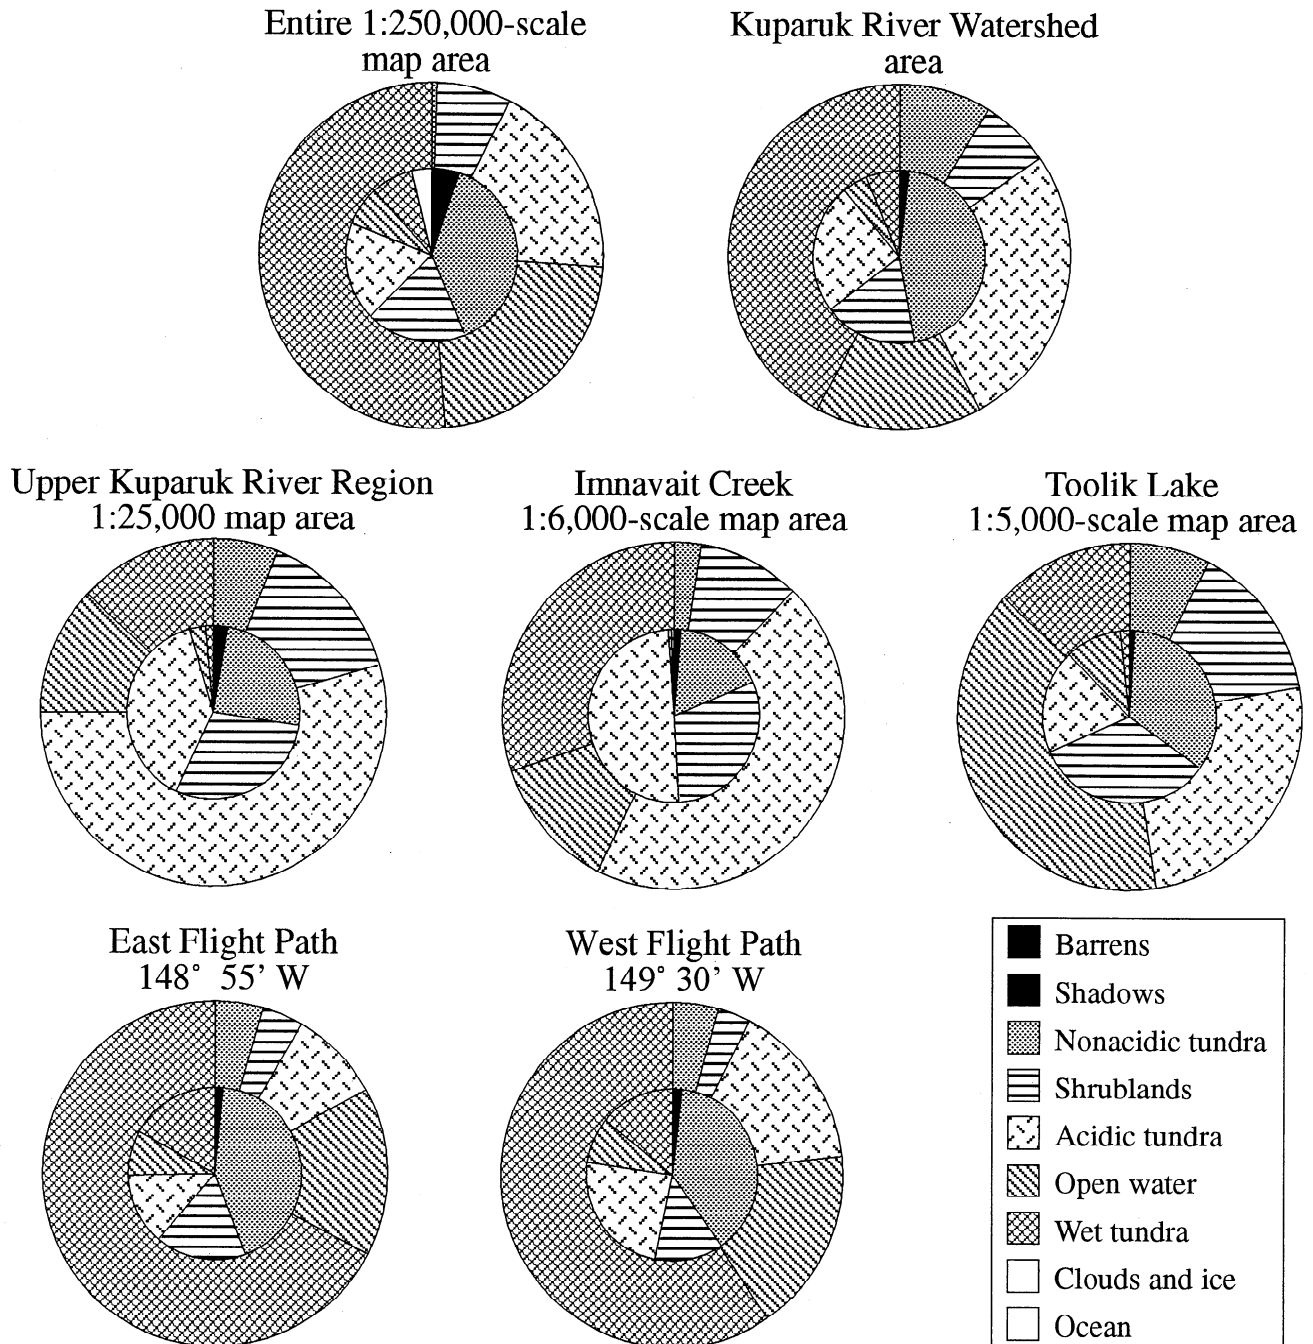 Entire 1:250,000-scale
map area
Kuparuk River Watershed
area
Upper Kuparuk River Region
1:25,000 map area
Imnavait Creek
1:6,000-scale map area
Toolik Lake
1:5,000-scale map area
East Flight Path
148° 55' W
West Flight Path
149° 30' W
Barrens
Shadows
Nonacidic tundra
Shrublands
Acidic tundra
Open water
Wet tundra
Clouds and ice
Ocean